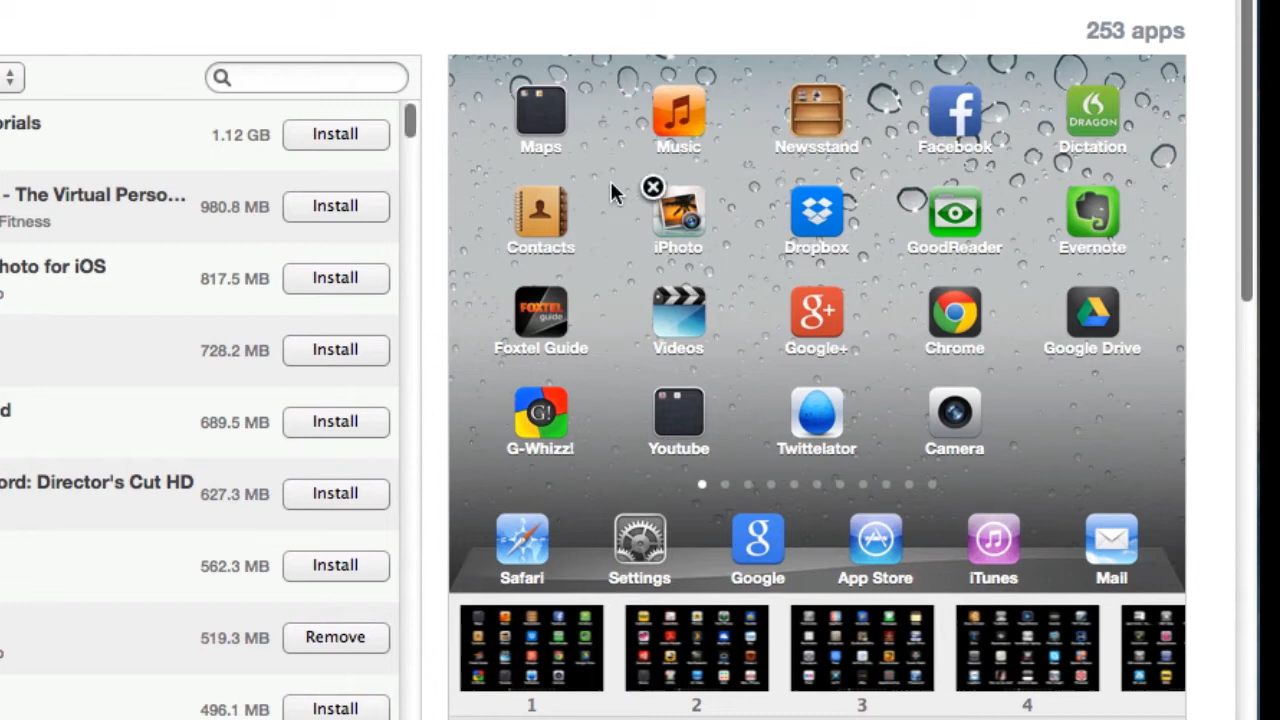 253 apps
orials
1.12 GB
Install
- The Virtual Perso...
Fitness
980.8 MB
Install
hoto for iOS
o
817.5 MB
Install
728.2 MB
Install
d
689.5 MB
Install
ord: Director's Cut HD
627.3 MB
Install
562.3 MB
Install
o
519.3 MB
Remove
496.1 MB
Install
DRAGON
Maps
Music
Newsstand
Facebook
Dictation
Contacts
iPhoto
Dropbox
GoodReader
Evernote
FOXTEL
guide
g+
Foxtel Guide
Videos
Google+
Chrome
Google Drive
G!
G-Whizz!
Youtube
Twittelator
Camera
g
Safari
Settings
Google
App Store
iTunes
Mail
1
2
3
4